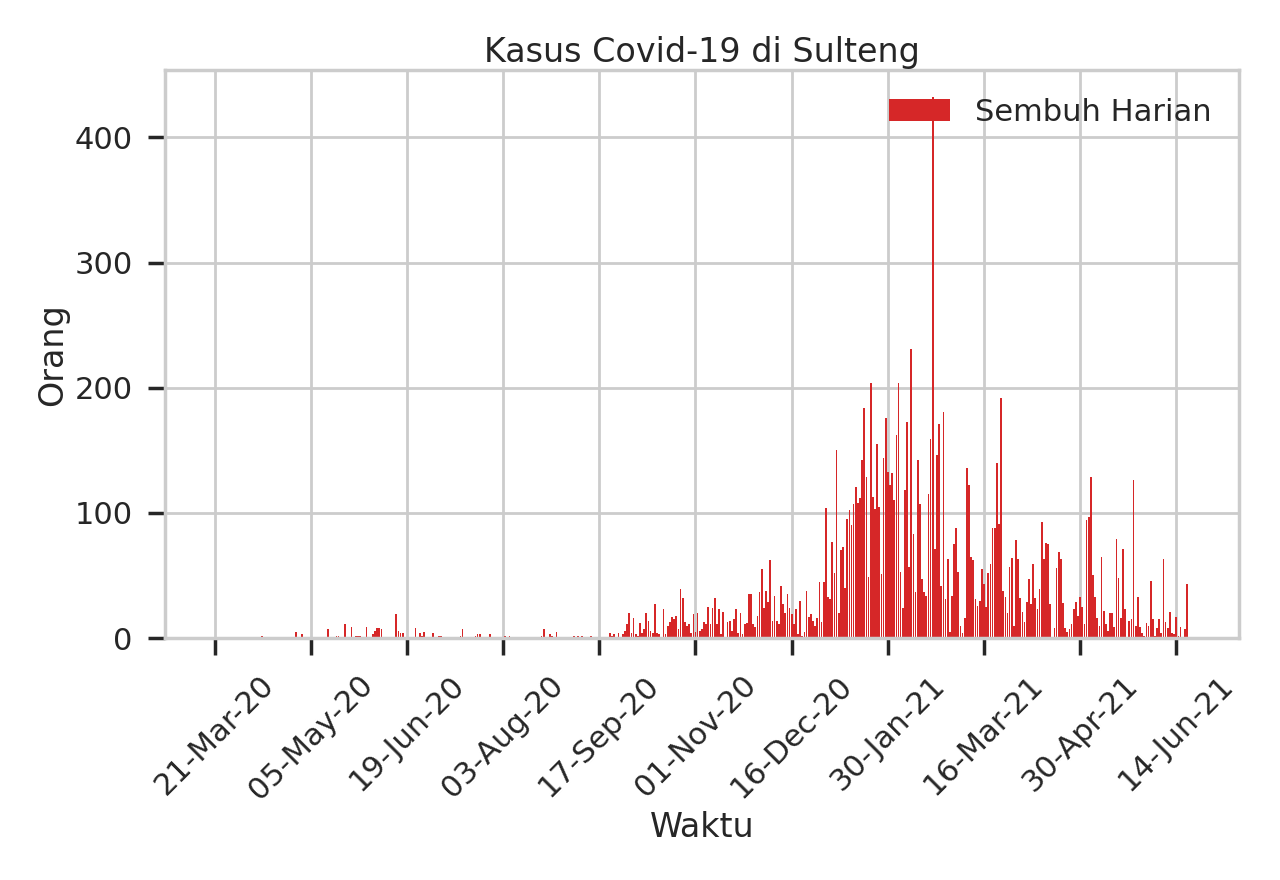 Kasus Covid-19 di Sulteng
Sembuh Harian
Orang
400
300
200
100
0
21-Mar-20
05-May-20
19-Jun-20
03-Aug-20
17-Sep-20
01-Nov-20
16-Dec-20
30-Jan-21
16-Mar-21
30-Apr-21
14-Jun-21
Waktu